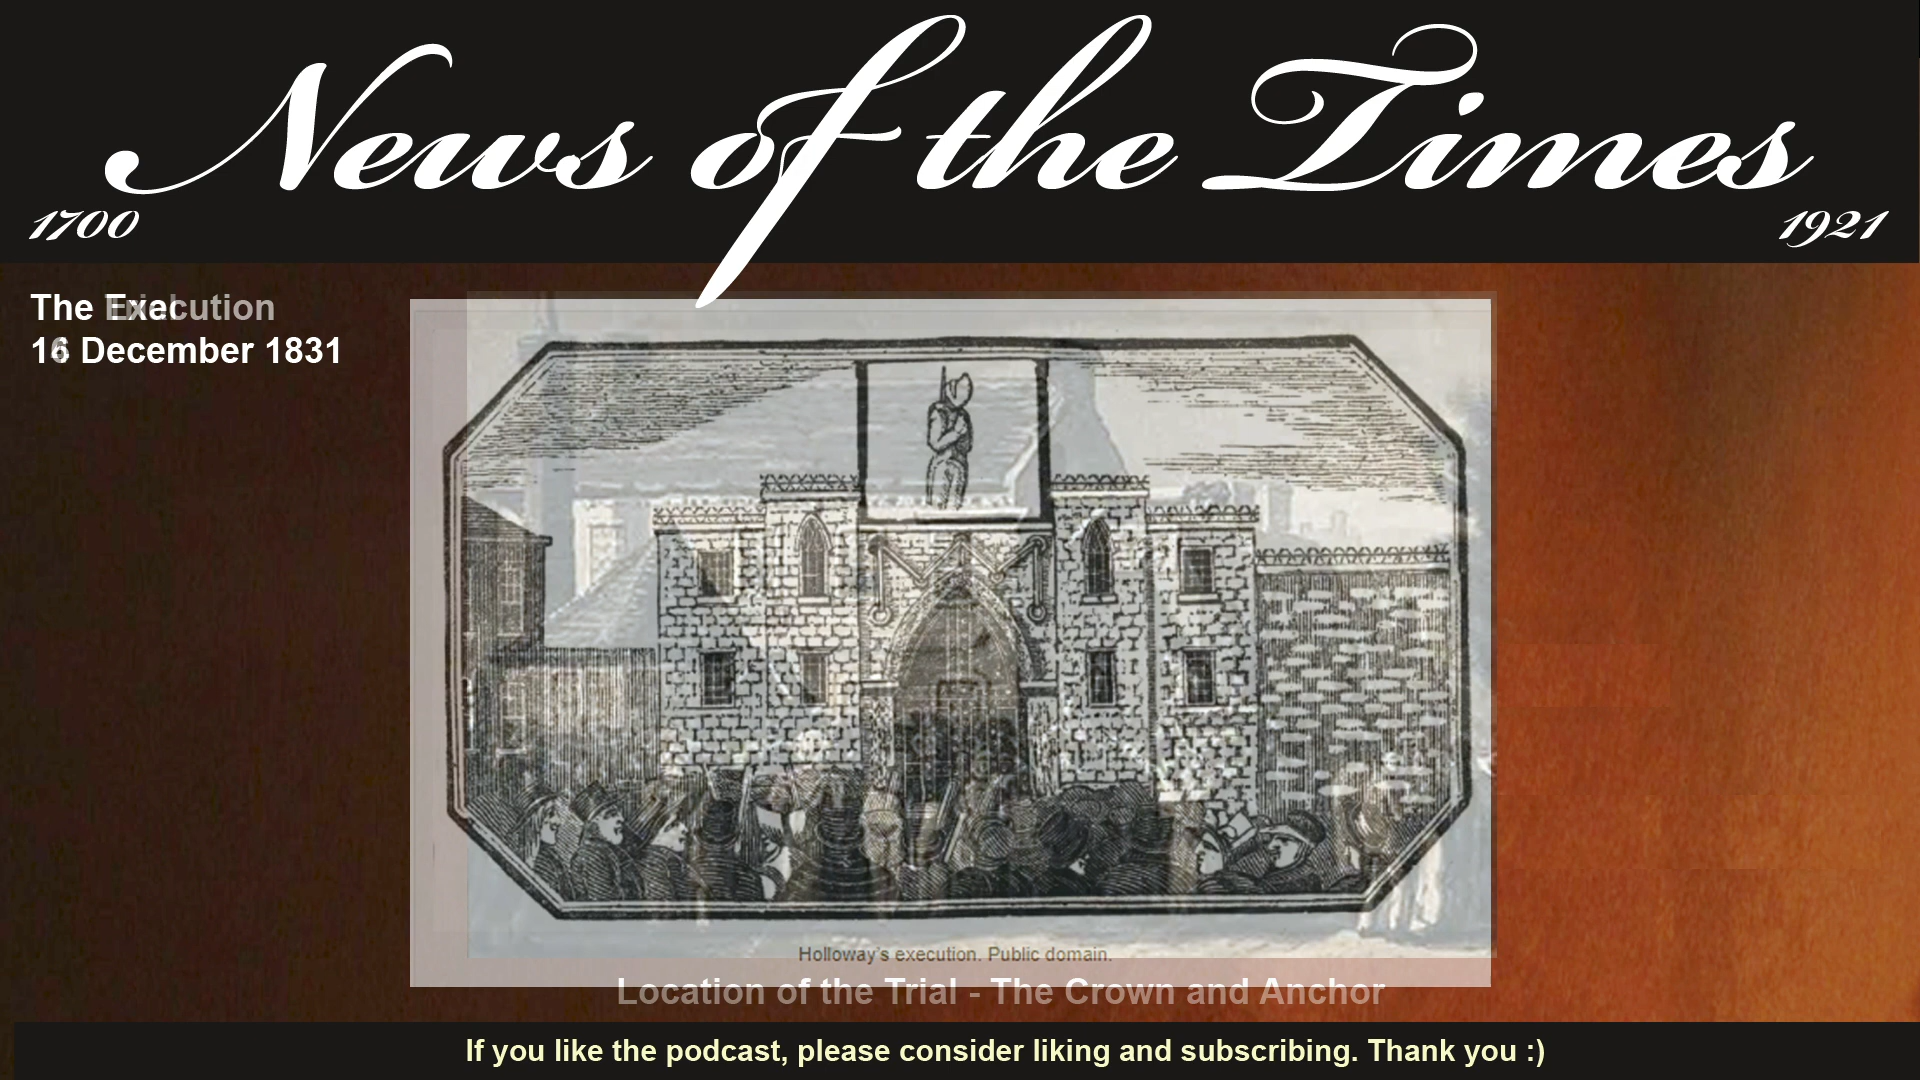 News of the Times
1700
1921
The Execution
16 December 1831
Holloway's execution. Public domain.
Location of the Trial - The Crown and Anchor
If you like the podcast, please consider liking and subscribing. Thank you :)